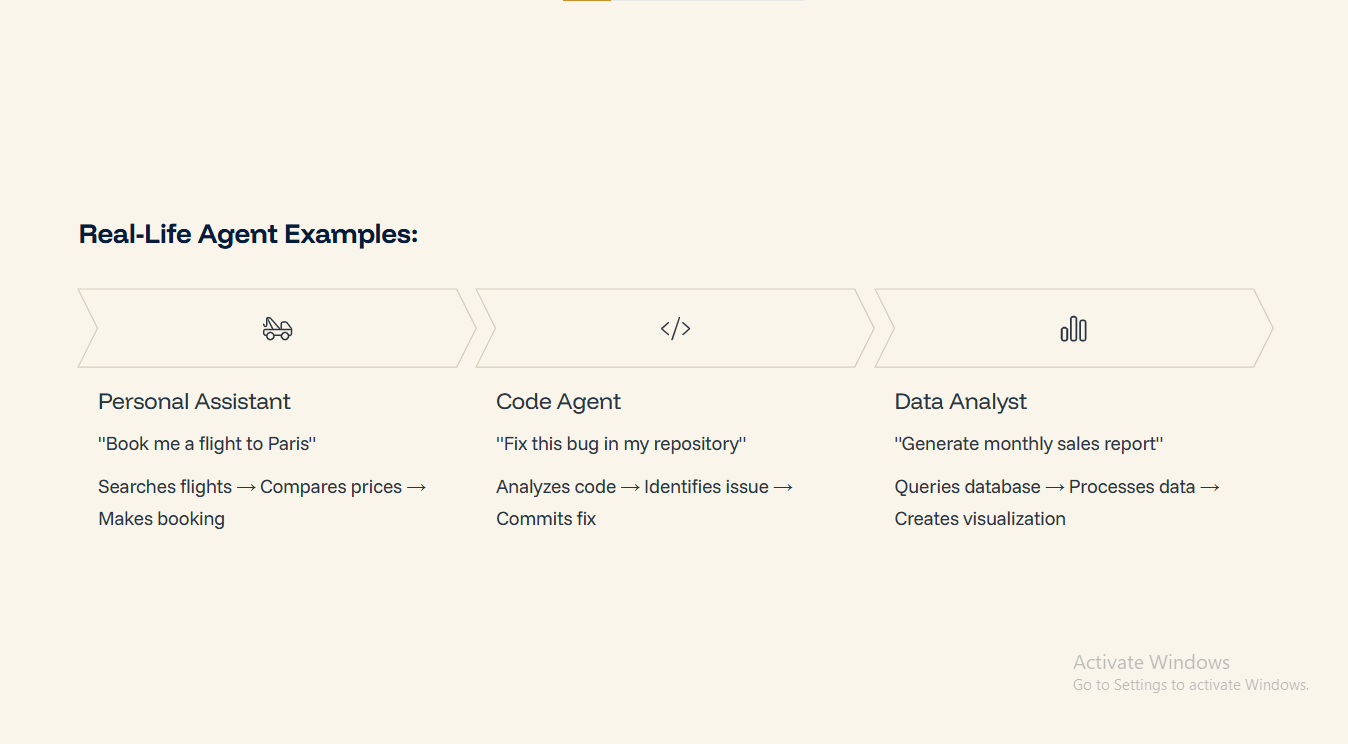 Real-Life Agent Examples:
Personal Assistant
"Book me a flight to Paris"
Searches flights → Compares prices →
Makes booking
Code Agent
"Fix this bug in my repository"
Analyzes code → Identifies issue →
Commits fix
Data Analyst
"Generate monthly sales report"
Queries database → Processes data →
Creates visualization
Activate Windows
Go to Settings to activate Windows.